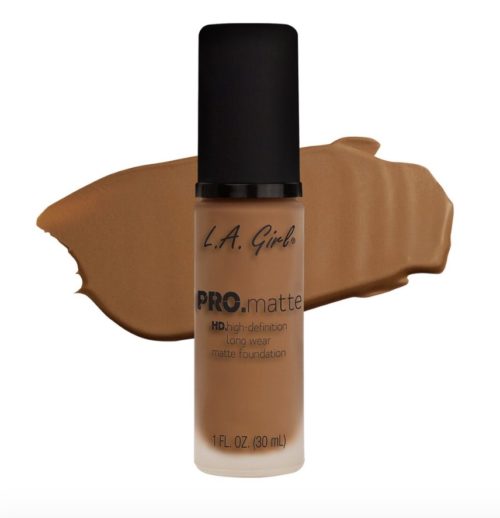 L.A. Girl®
PRO.matte
HD.high-definition
long wear
matte foundation
1 FL. OZ. (30 mL)